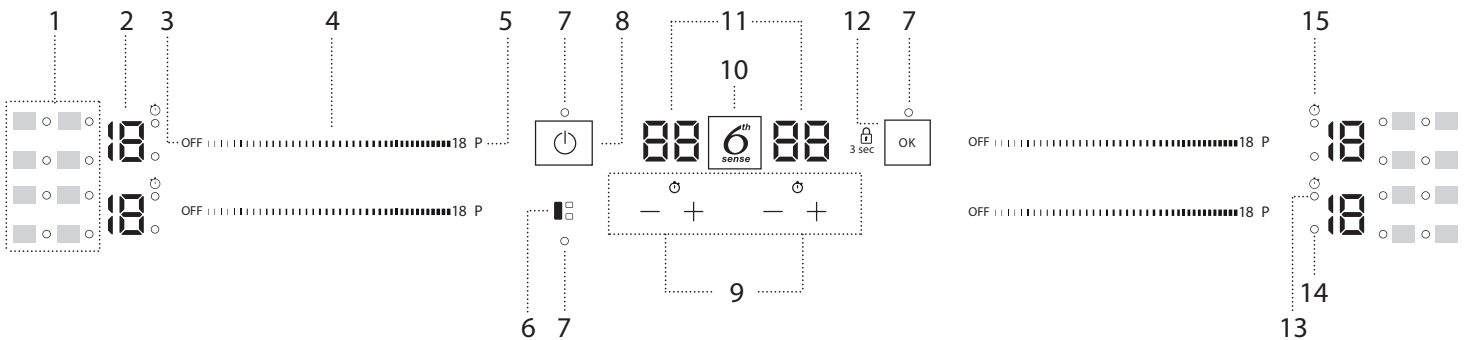 1 2 3 4 5 7 8 11 12 7 15
10
18 OFF 18 P 88 6th sense 88 3 sec OK OFF 18 P 18
18 OFF 18 P OFF 18 P 18
9
6 7 13 14